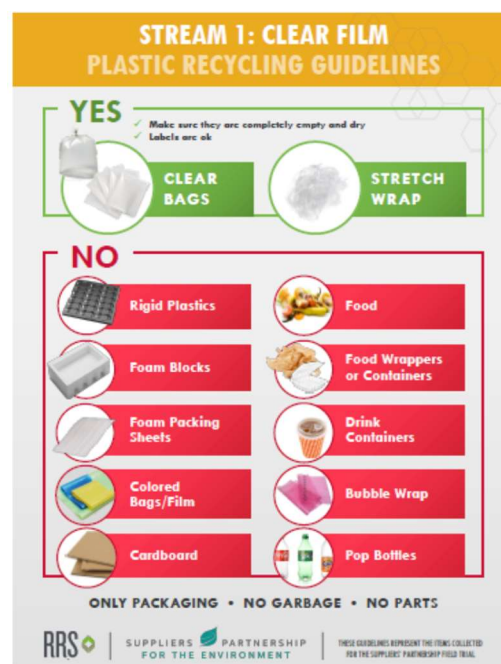 STREAM 1: CLEAR FILM
PLASTIC RECYCLING GUIDELINES
YES
✓ Make sure they are completely empty and dry
✓ Labels are ok
CLEAR
BAGS
STRETCH
WRAP
NO
Rigid Plastics
Food
Foam Blocks
Food Wrappers
or Containers
Foam Packing
Sheets
Drink
Containers
Colored
Bags/Film
Bubble Wrap
Cardboard
Pop Bottles
ONLY PACKAGING • NO GARBAGE • NO PARTS
RRS
SUPPLIERS PARTNERSHIP
FOR THE ENVIRONMENT
THESE GUIDELINES REPRESENT THE ITEMS COLLECTED
FOR THE SUPPLIERS' PARTNERSHIP FIELD TRIAL